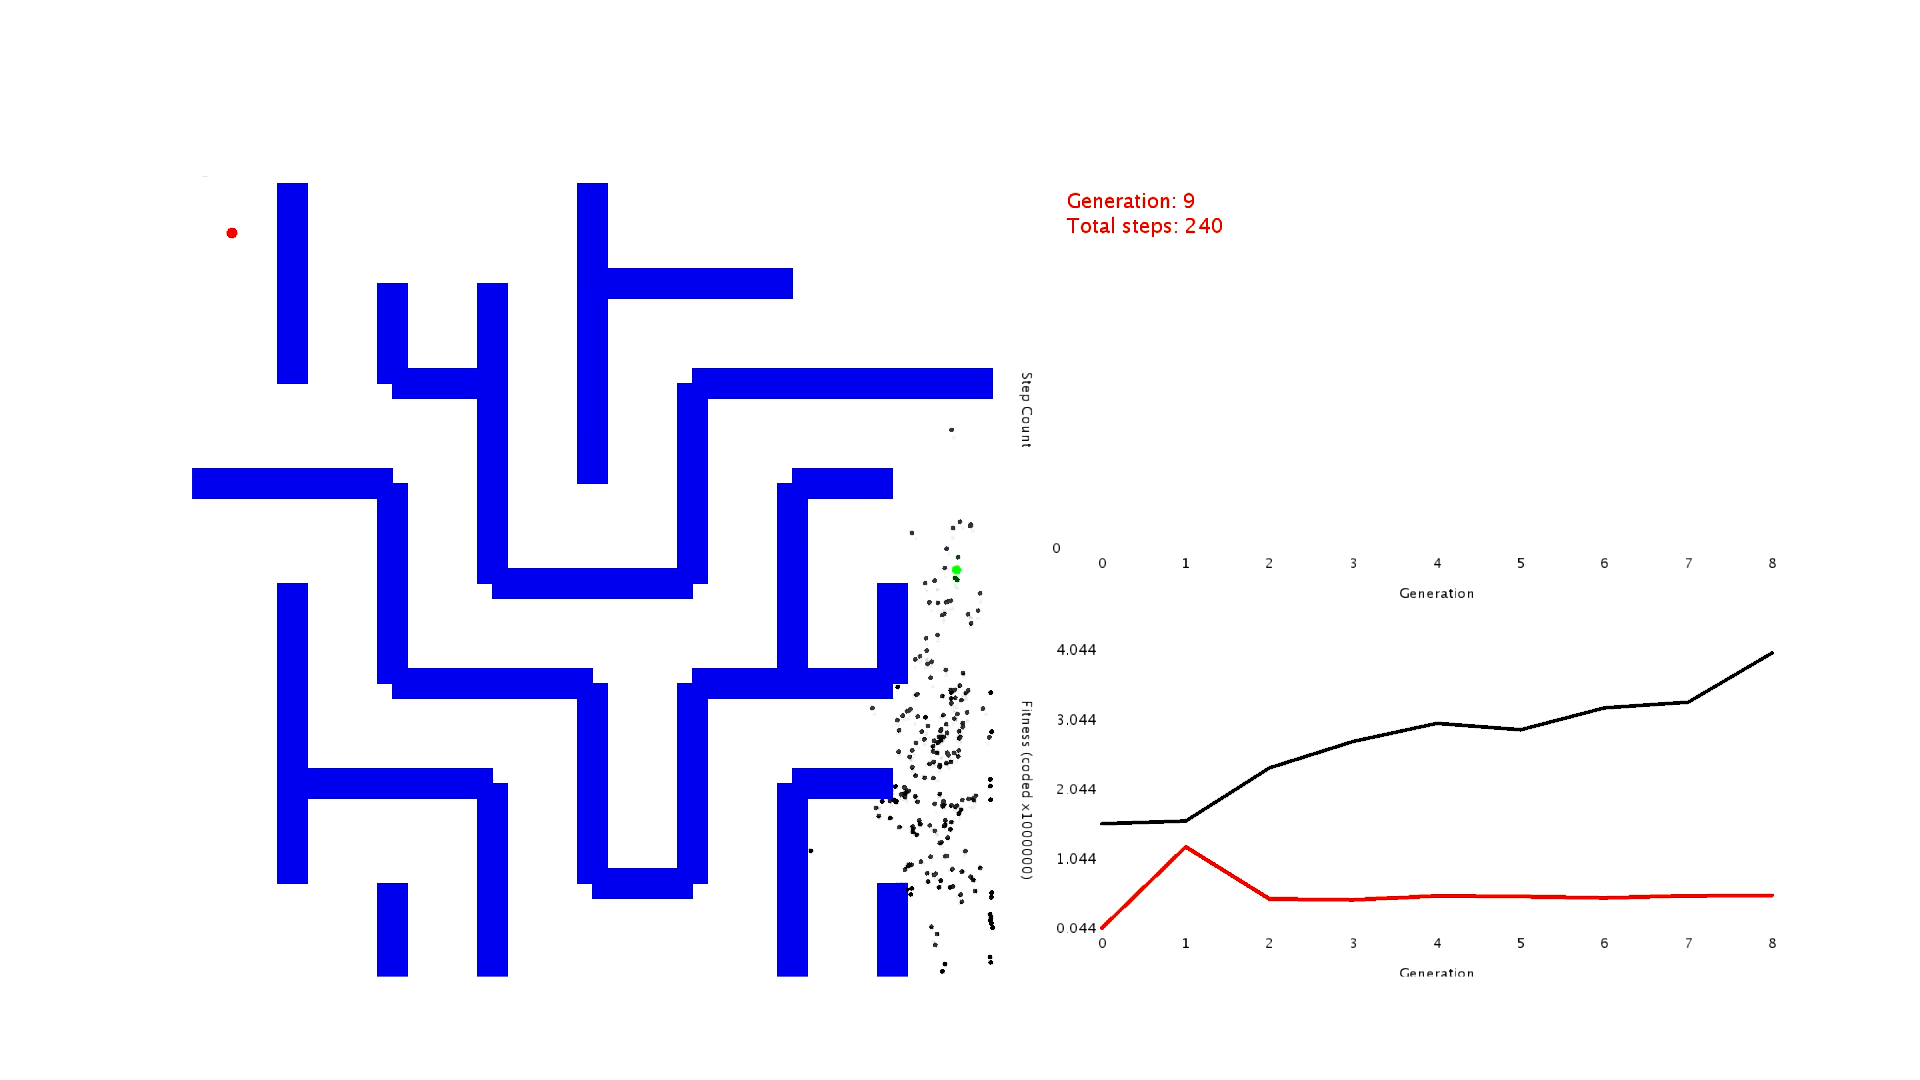 Generation: 9
Total steps: 240
Step Count
0
0 1 2 3 4 5 6 7 8
Generation
Fitness (coded x1000000)
4.044
3.044
2.044
1.044
0.044
0 1 2 3 4 5 6 7 8
Generation